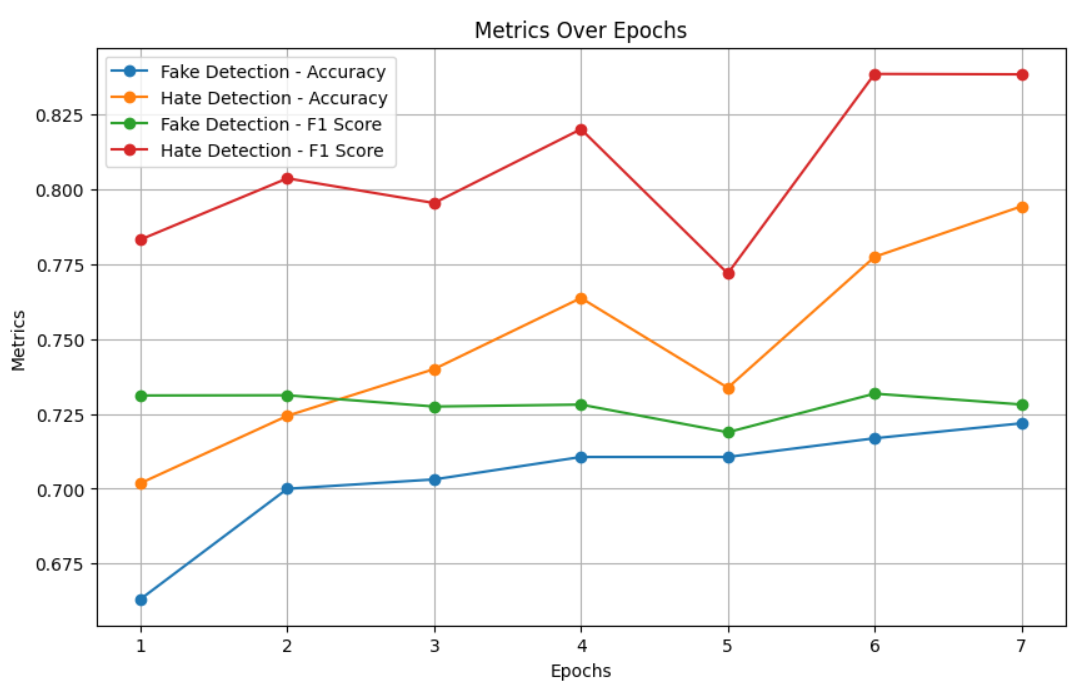 Metrics Over Epochs
Fake Detection - Accuracy
Hate Detection - Accuracy
Fake Detection - F1 Score
Hate Detection - F1 Score
0.825
0.800
0.775
0.750
0.725
0.700
0.675
Metrics
1 2 3 4 5 6 7
Epochs